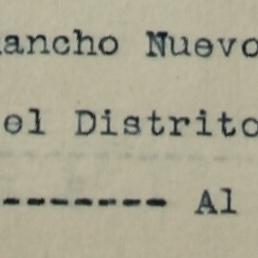 ancho Nuevo
el Distrito
------- Al